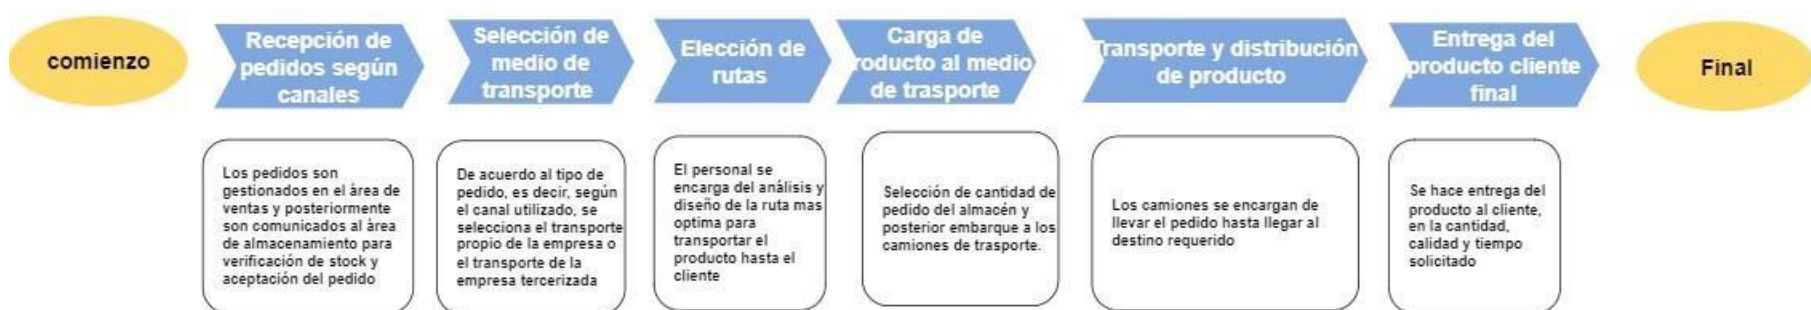 comienzo
Recepción de
pedidos según
canales
Selección de
medio de
transporte
Elección de
rutas
Carga de
roducto al medio
de trasporte
Transporte y distribución
de producto
Entrega del
producto cliente
final
Final
Los pedidos son
gestionados en el área de
ventas y posteriormente
son comunicados al área
de almacenamiento para
verificación de stock y
aceptación del pedido
De acuerdo al tipo de
pedido, es decir, según
el canal utilizado, se
selecciona el transporte
propio de la empresa o
el transporte de la
empresa tercerizada
El personal se
encarga del análisis y
diseño de la ruta mas
optima para
transportar el
producto hasta el
cliente
Selección de cantidad de
pedido del almacén y
posterior embarque a los
camiones de trasporte.
Los camiones se encargan de
llevar el pedido hasta llegar al
destino requerido
Se hace entrega del
producto al cliente,
en la cantidad,
calidad y tiempo
solicitado